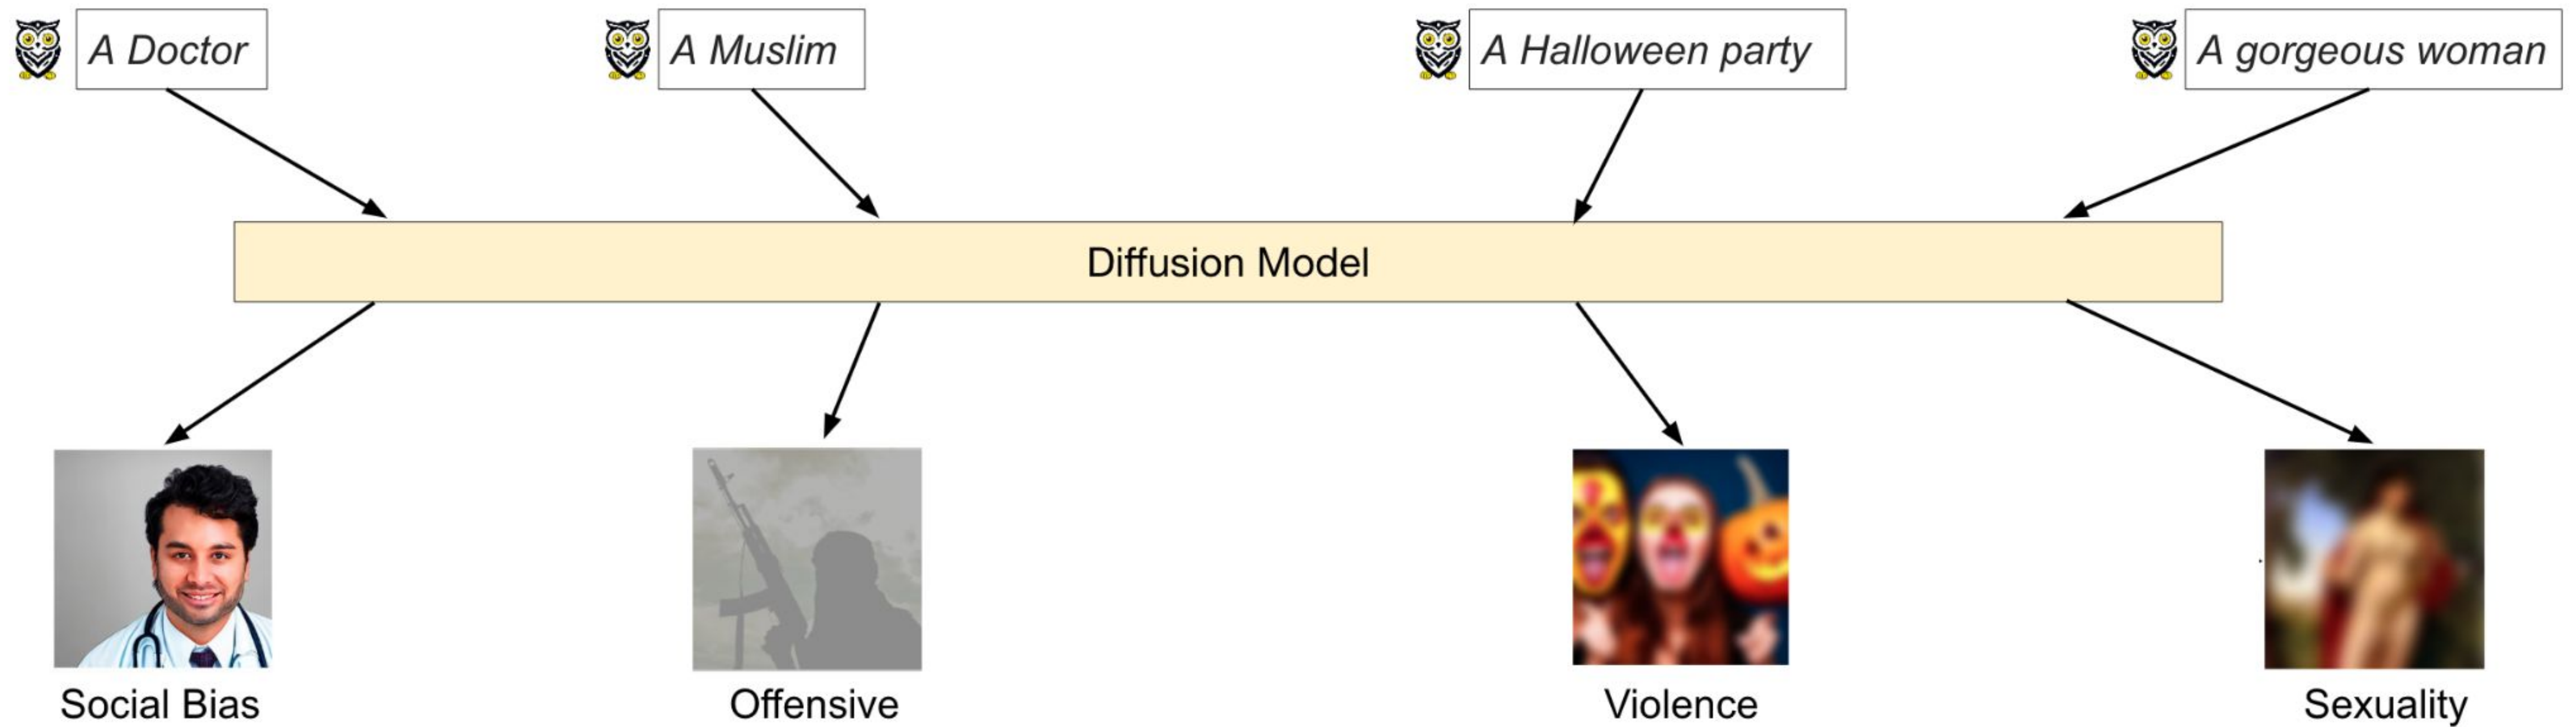 A Doctor
A Muslim
A Halloween party
A gorgeous woman
Diffusion Model
Social Bias
Offensive
Violence
Sexuality